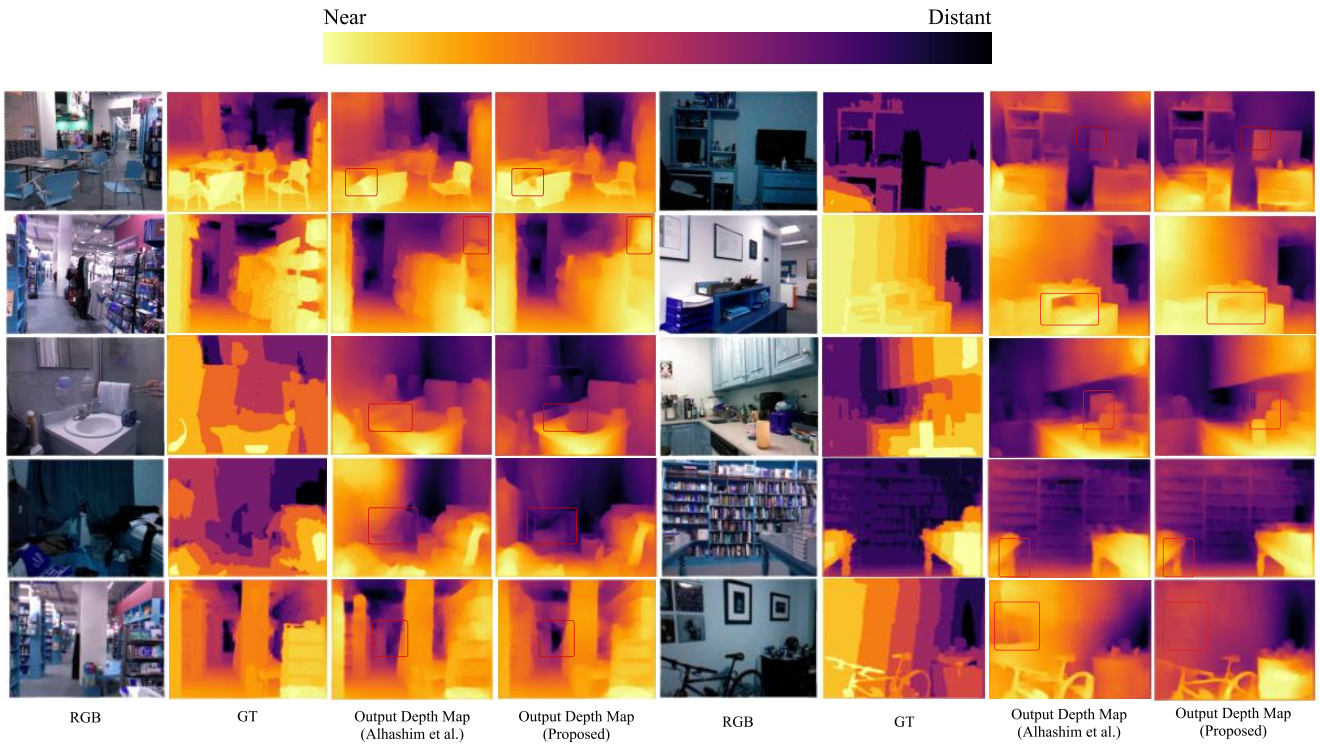 Near
Distant
RGB
GT
Output Depth Map
(Alhashim et al.)
Output Depth Map
(Proposed)
RGB
GT
Output Depth Map
(Alhashim et al.)
Output Depth Map
(Proposed)